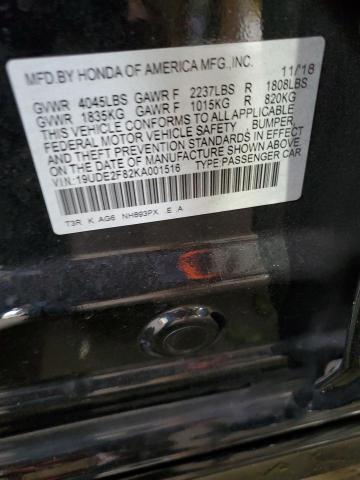 MFD BY HONDA OF AMERICA MFG.,INC. 11/18
GVWR 4045LBS GAWR F 2237LBS R 1808LBS
GVWR 1835KG GAWR F 1015KG R 820KG
THIS VEHICLE CONFORMS TO ALL APPLICABLE
FEDERAL MOTOR VEHICLE SAFETY, BUMPER,
AND THEFT PREVENTION STANDARDS IN EFFECT
ON THE DATE OF MANUFACTURE SHOWN ABOVE.
VIN:19UDE2F82KA001516 TYPE:PASSENGER CAR
T3R K AG6 NH893PX E A